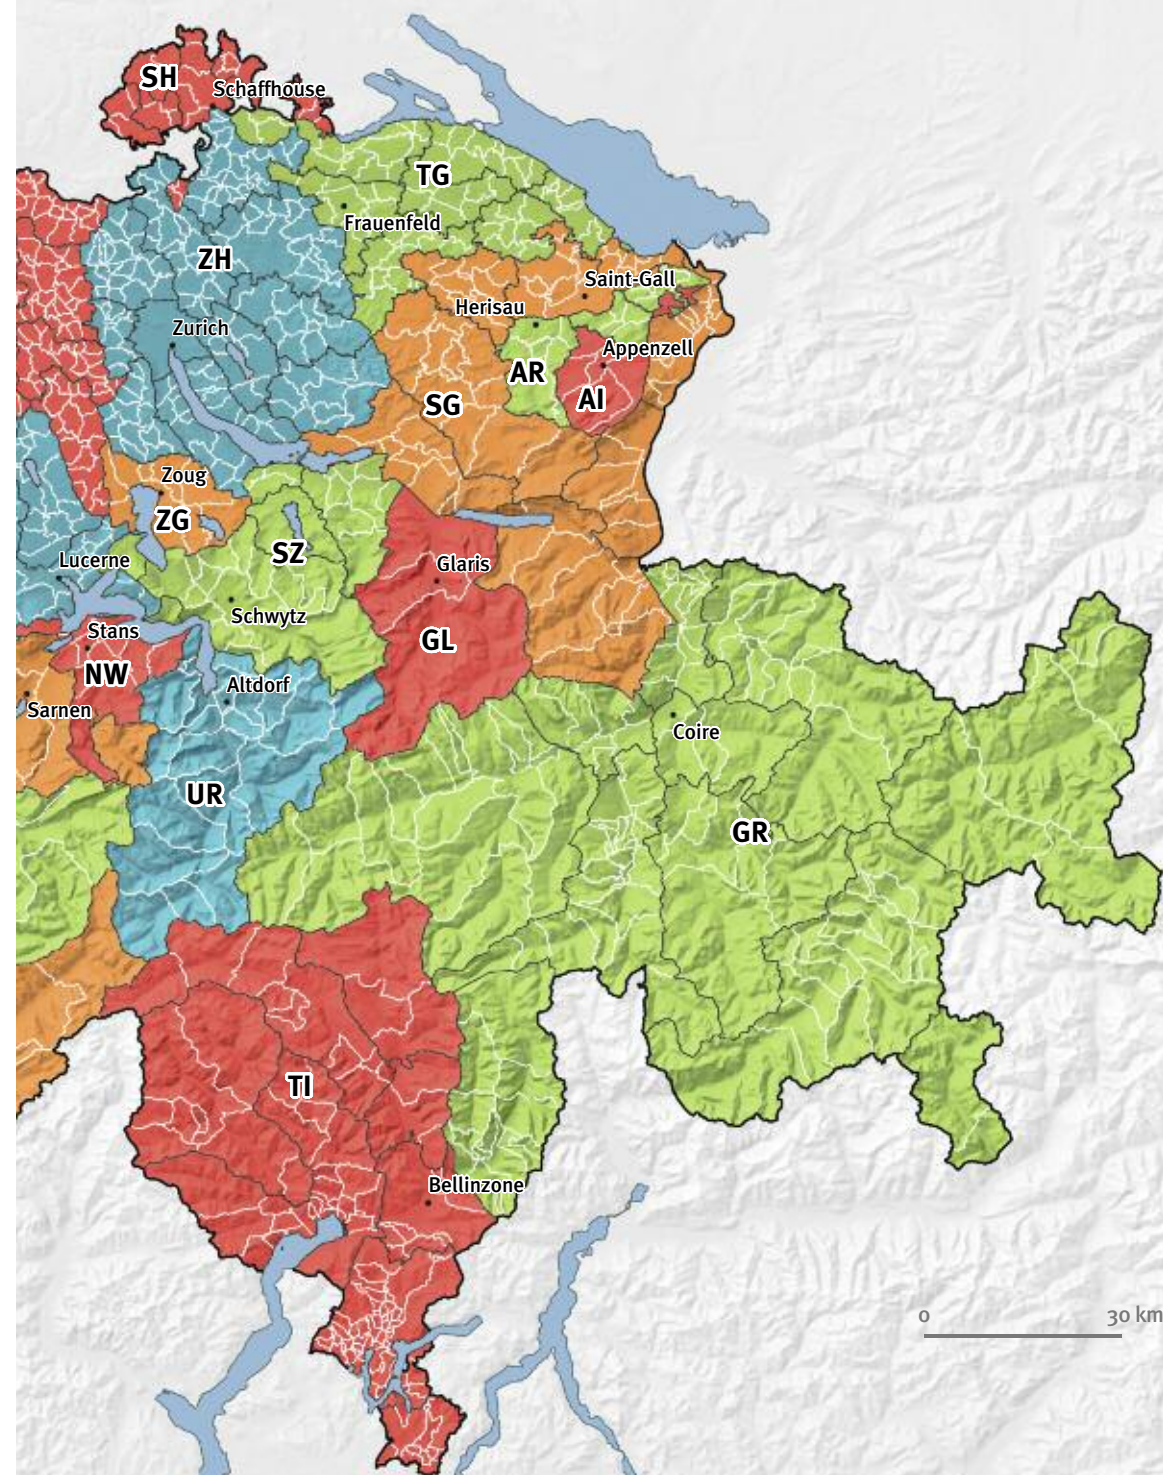 SH
Schaffhouse
TG
Frauenfeld
ZH
Saint-Gall
Herisau
Zurich
Appenzell
AR
AI
SG
Zoug
ZG
SZ
Lucerne
Glaris
Schwytz
Stans
GL
NW
Altdorf
Sarnen
Coire
UR
GR
TI
Bellinzone
0 30 km